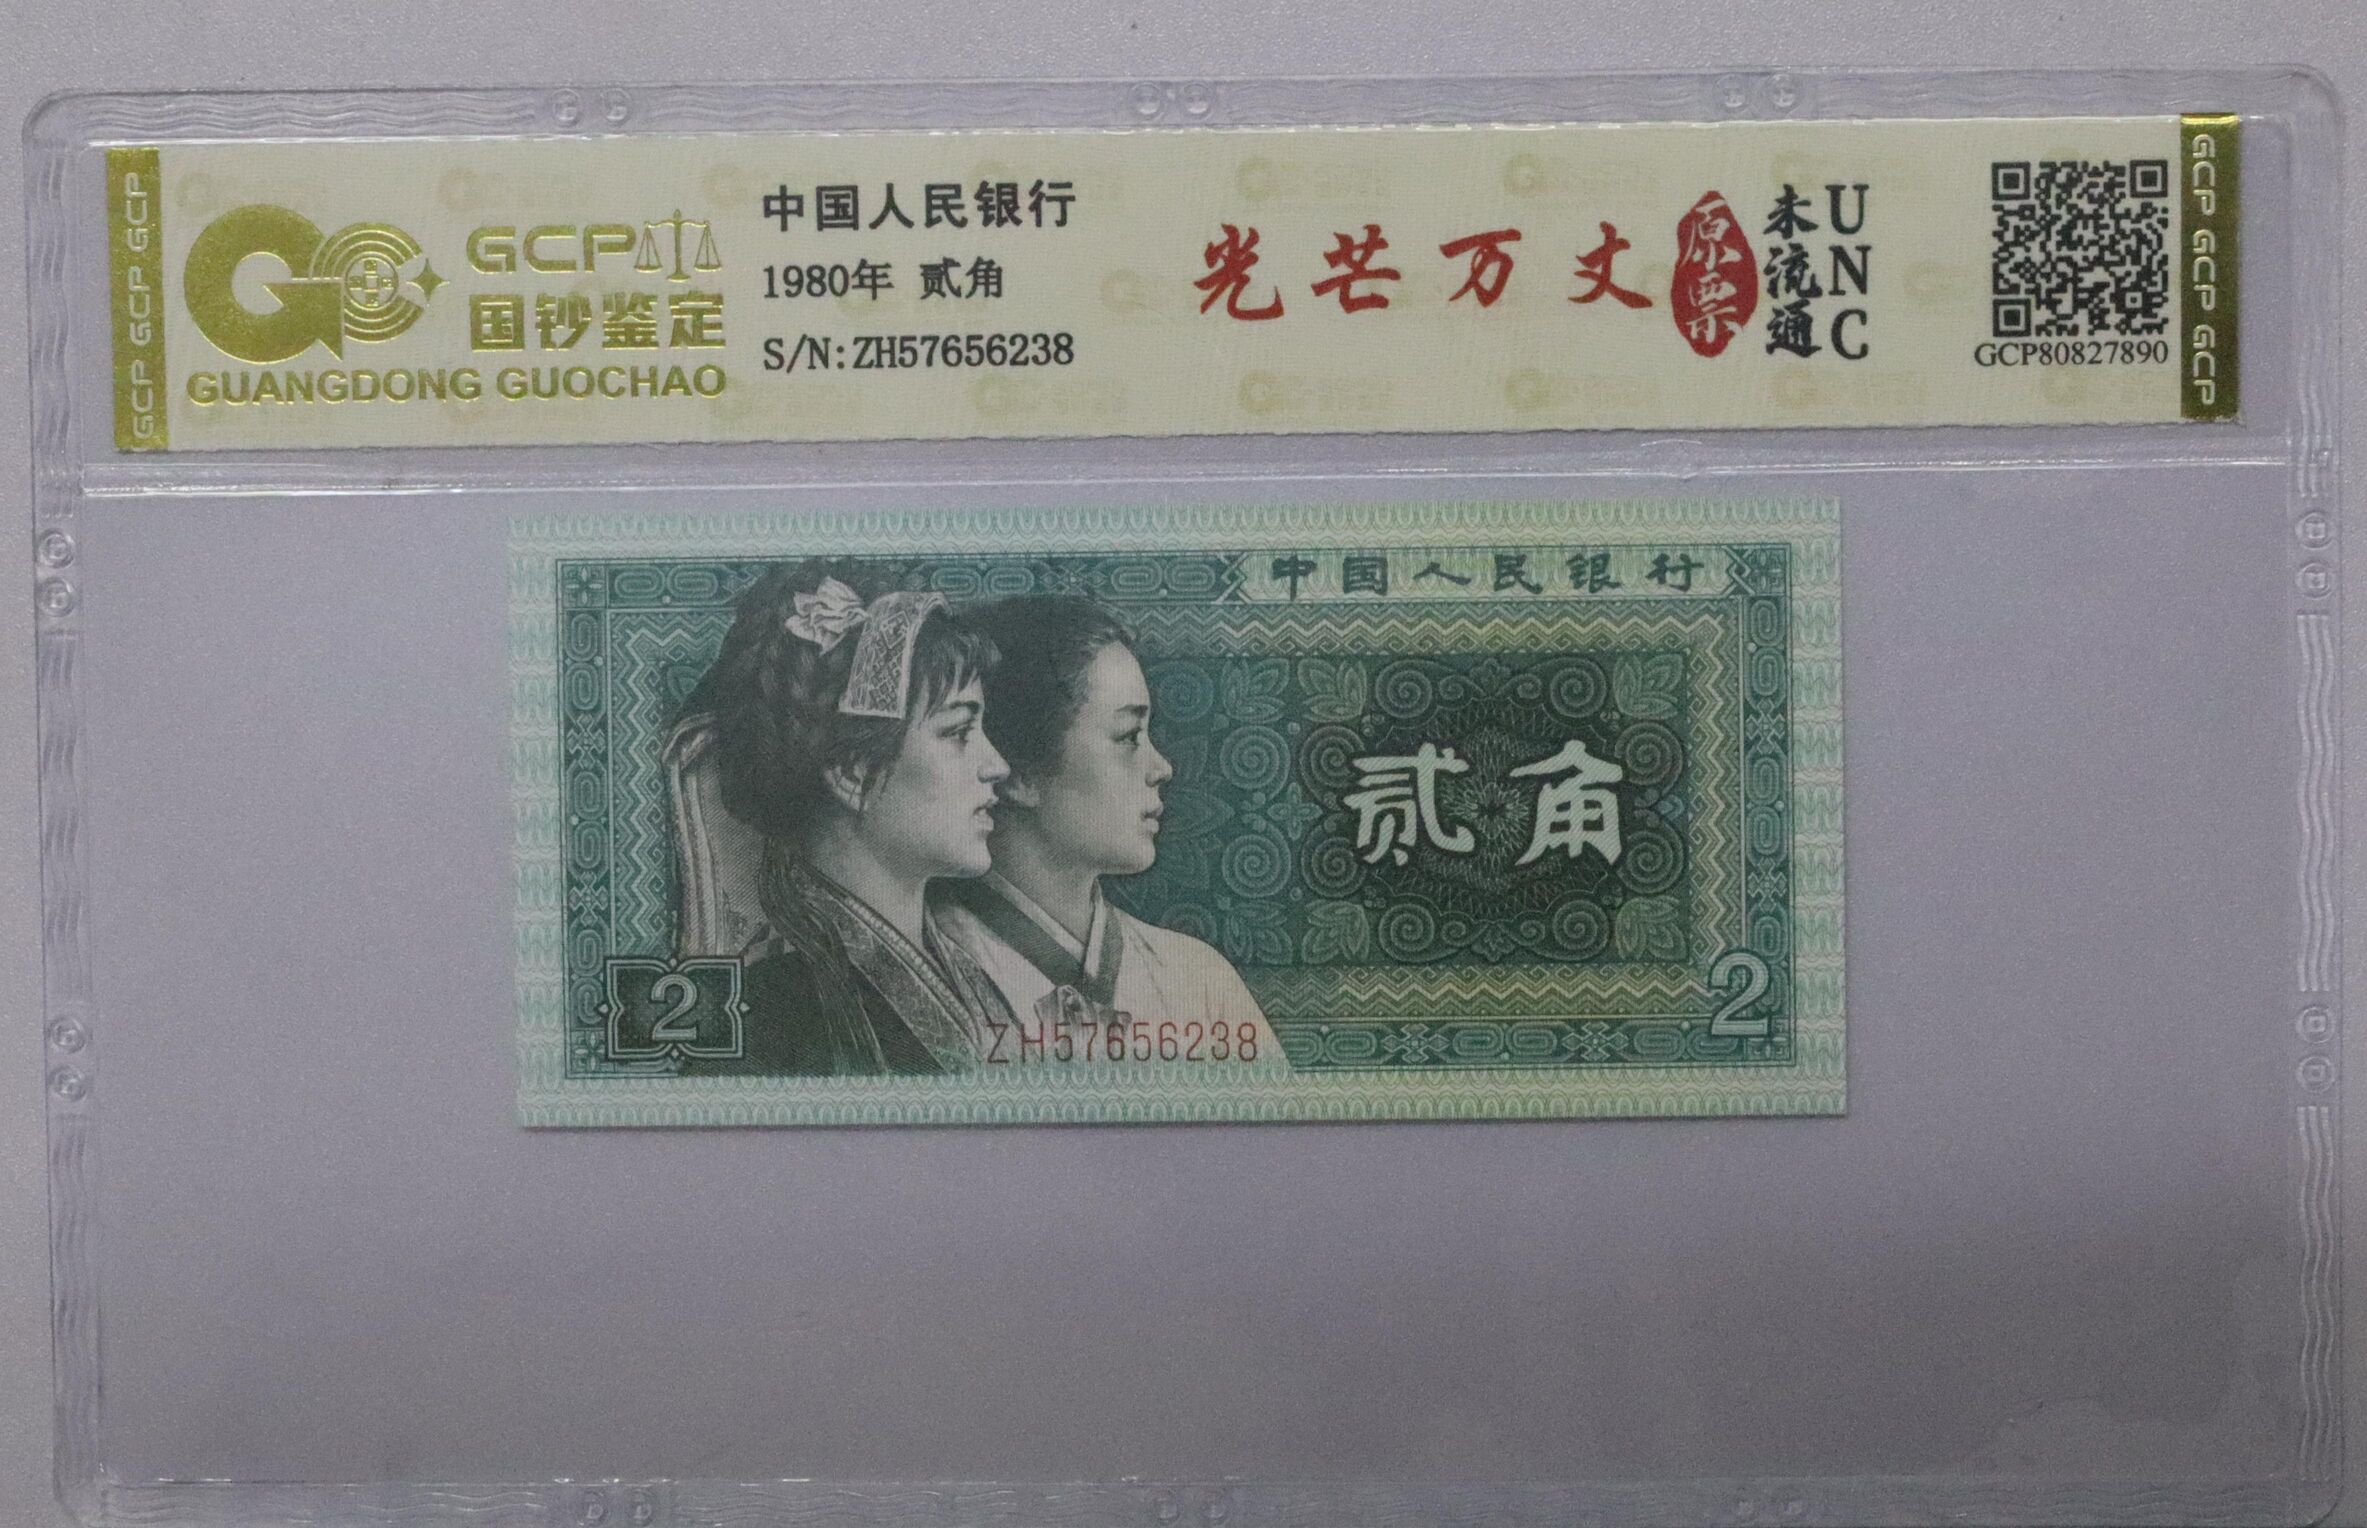 GCP GCP GCP
GCP
国钞鉴定
GUANGDONG GUOCHAO
中国人民银行
1980年 贰角
S/N:ZH57656238
光芒万丈
原票
未流通
UNC
GCP80827890
GCP GCP GCP
中国人民银行
贰角
2
2
ZH57656238